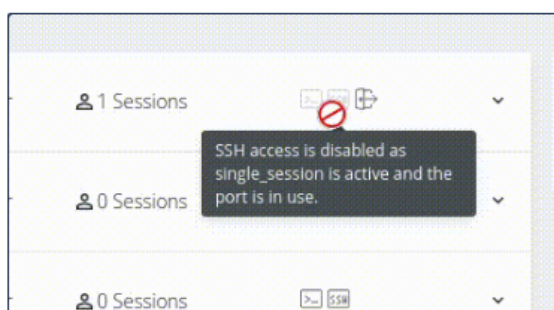 1 Sessions
SSH access is disabled as
single_session is active and the
port is in use.
0 Sessions
0 Sessions
SSH